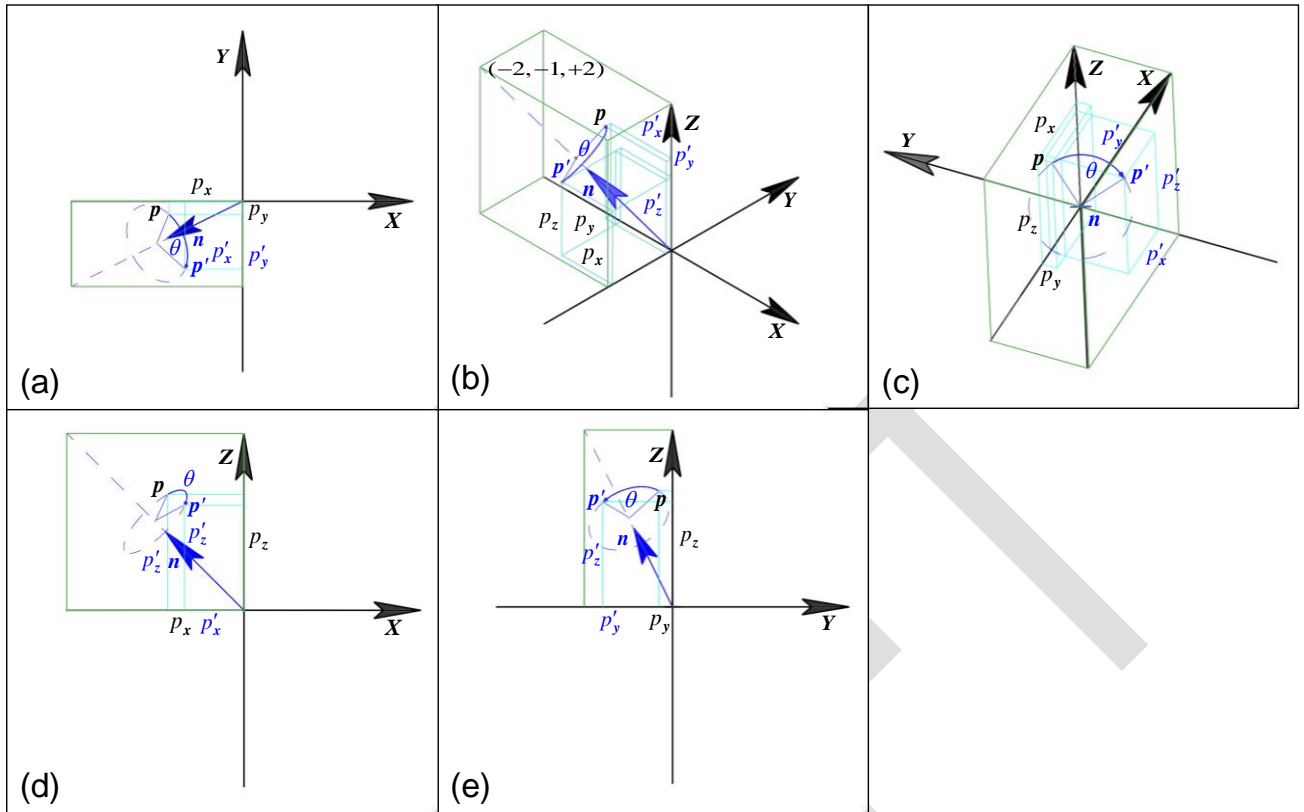 Y
X
p_x
p
p_y
n
θ
p'_x
p'
p'_y
(a)
(−2,−1,+2)
p
Z
p'_x
θ
p'_y
p'
n
p'_z
Y
p_z
p_y
p_x
X
(b)
Z
X
Y
p_x
p'_y
p
θ
p'
p'_z
p_z
n
p_y
p'_x
(c)
Z
θ
p
p'
p'_z
p'_z
n
p_z
p_x
p'_x
X
(d)
Z
p'
θ
p
n
p'_z
p_z
p'_y
p_y
Y
(e)